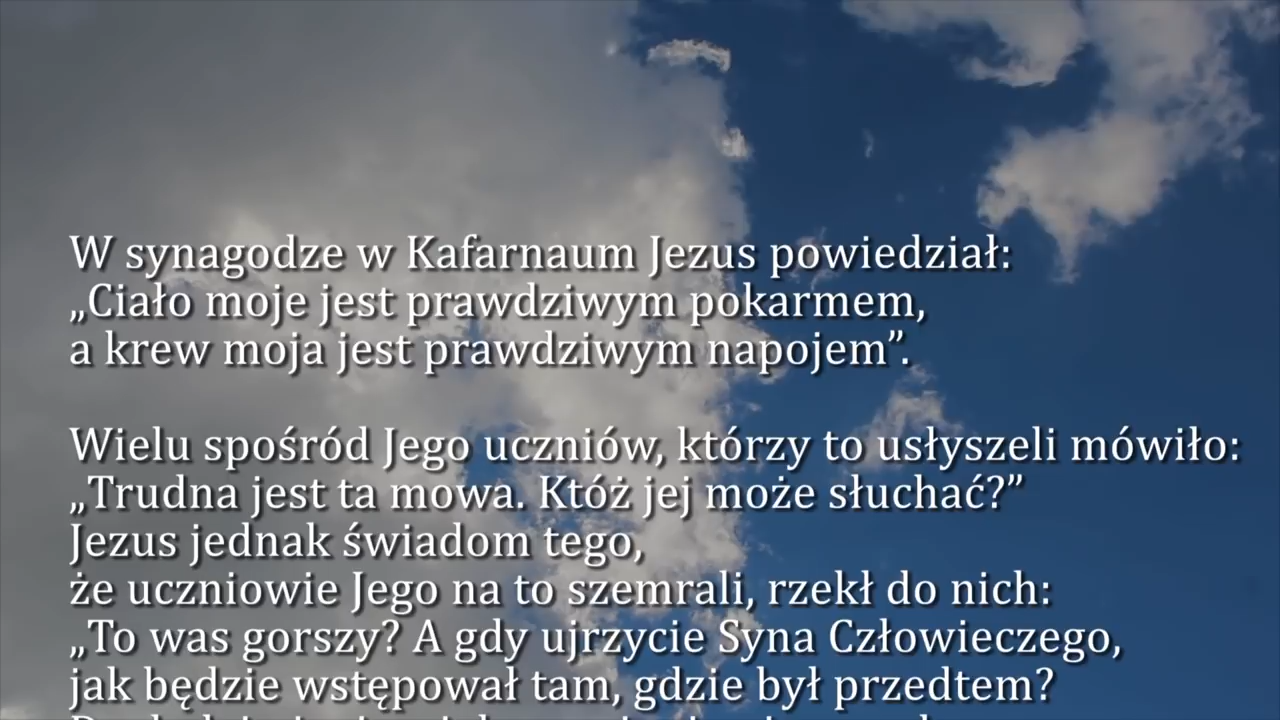 W synagodze w Kafarnaum Jezus powiedział:
„Ciało moje jest prawdziwym pokarmem,
a krew moja jest prawdziwym napojem”.
Wielu spośród Jego uczniów, którzy to usłyszeli mówiło:
„Trudna jest ta mowa. Któż jej może słuchać?”
Jezus jednak świadom tego,
że uczniowie Jego na to szemrali, rzekł do nich:
„To was gorszy? A gdy ujrzycie Syna Człowieczego,
jak będzie wstępował tam, gdzie był przedtem?